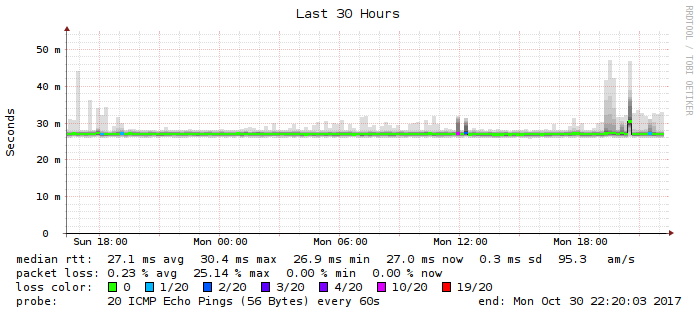 Last 30 Hours
RRDTOOL / TOBI OETIKER
Seconds
50 m
40 m
30 m
20 m
10 m
0
Sun 18:00 Mon 00:00 Mon 06:00 Mon 12:00 Mon 18:00
median rtt: 27.1 ms avg 30.4 ms max 26.9 ms min 27.0 ms now 0.3 ms sd 95.3 am/s
packet loss: 0.23 % avg 25.14 % max 0.00 % min 0.00 % now
loss color: 0 1/20 2/20 3/20 4/20 10/20 19/20
probe: 20 ICMP Echo Pings (56 Bytes) every 60s end: Mon Oct 30 22:20:03 2017